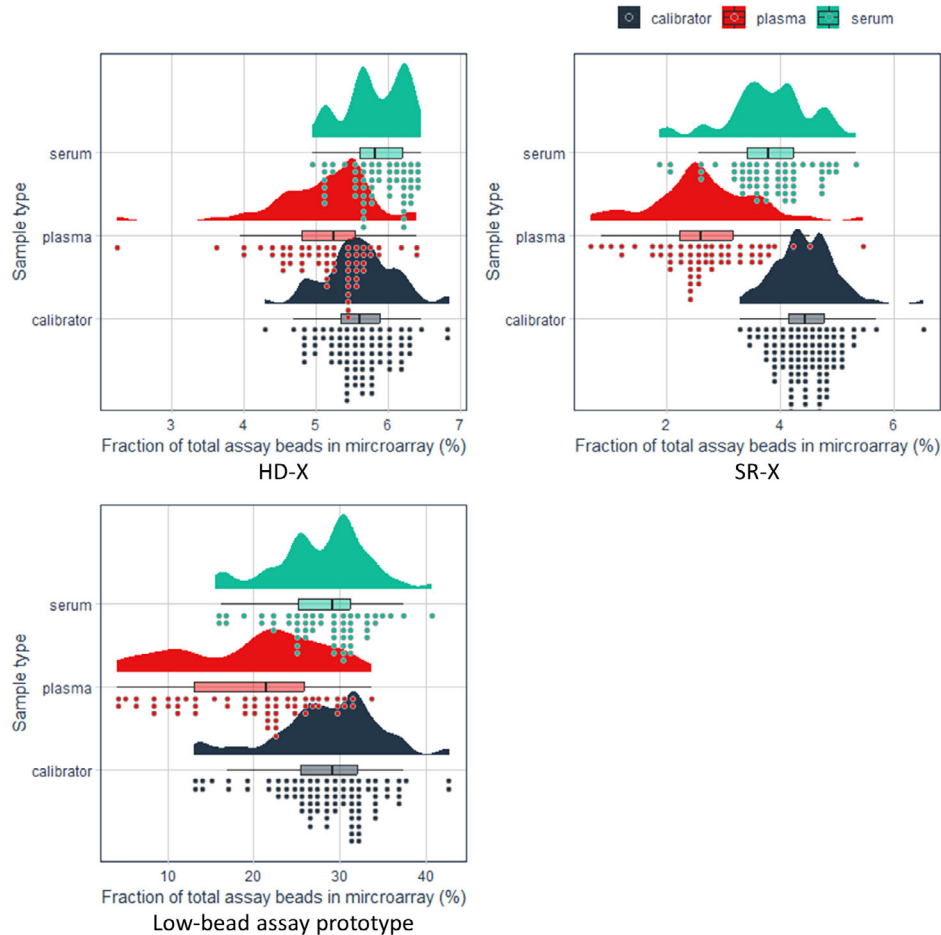 calibrator plasma serum
Sample type
serum
plasma
calibrator
3 4 5 6 7
Fraction of total assay beads in mircroarray (%)
HD-X
Sample type
serum
plasma
calibrator
2 4 6
Fraction of total assay beads in mircroarray (%)
SR-X
Sample type
serum
plasma
calibrator
10 20 30 40
Fraction of total assay beads in mircroarray (%)
Low-bead assay prototype